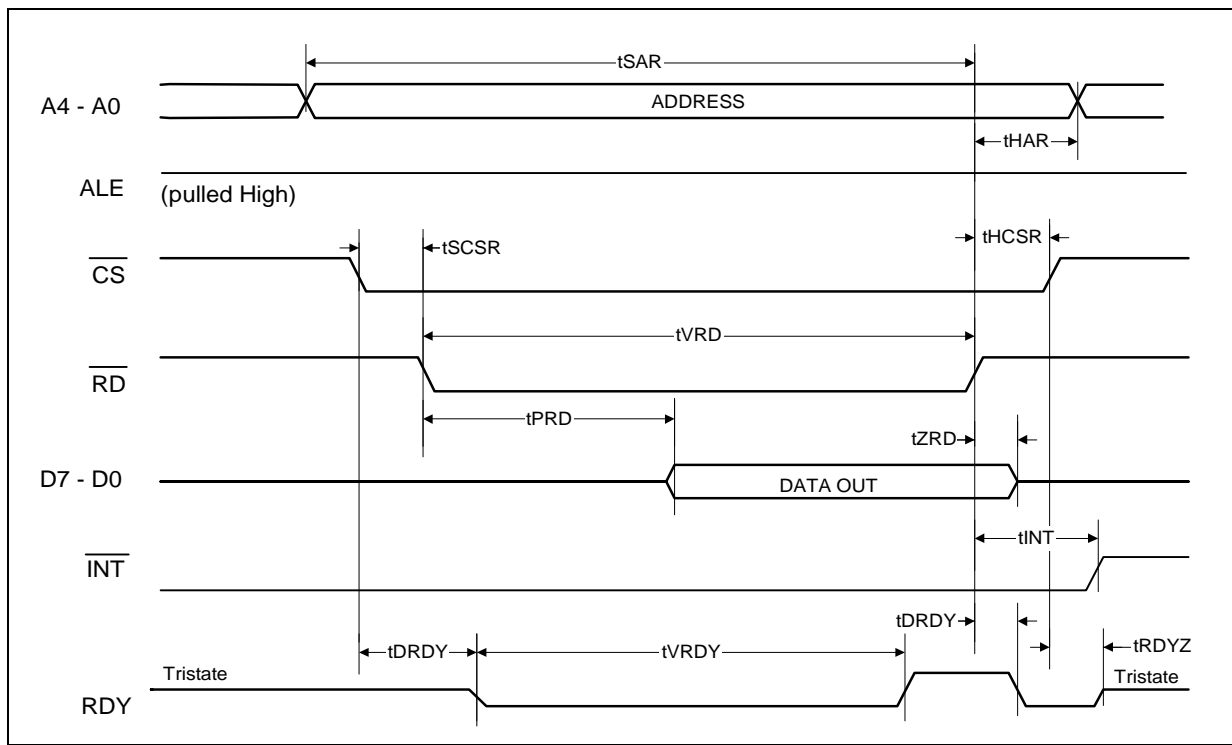 tSAR
A4 - A0
ADDRESS
tHAR
ALE
(pulled High)
tSCSR
tHCSR
CS
tVRD
RD
tPRD
tZRD
D7 - D0
DATA OUT
tINT
INT
tDRDY
tDRDY
tVRDY
tRDYZ
Tristate
Tristate
RDY